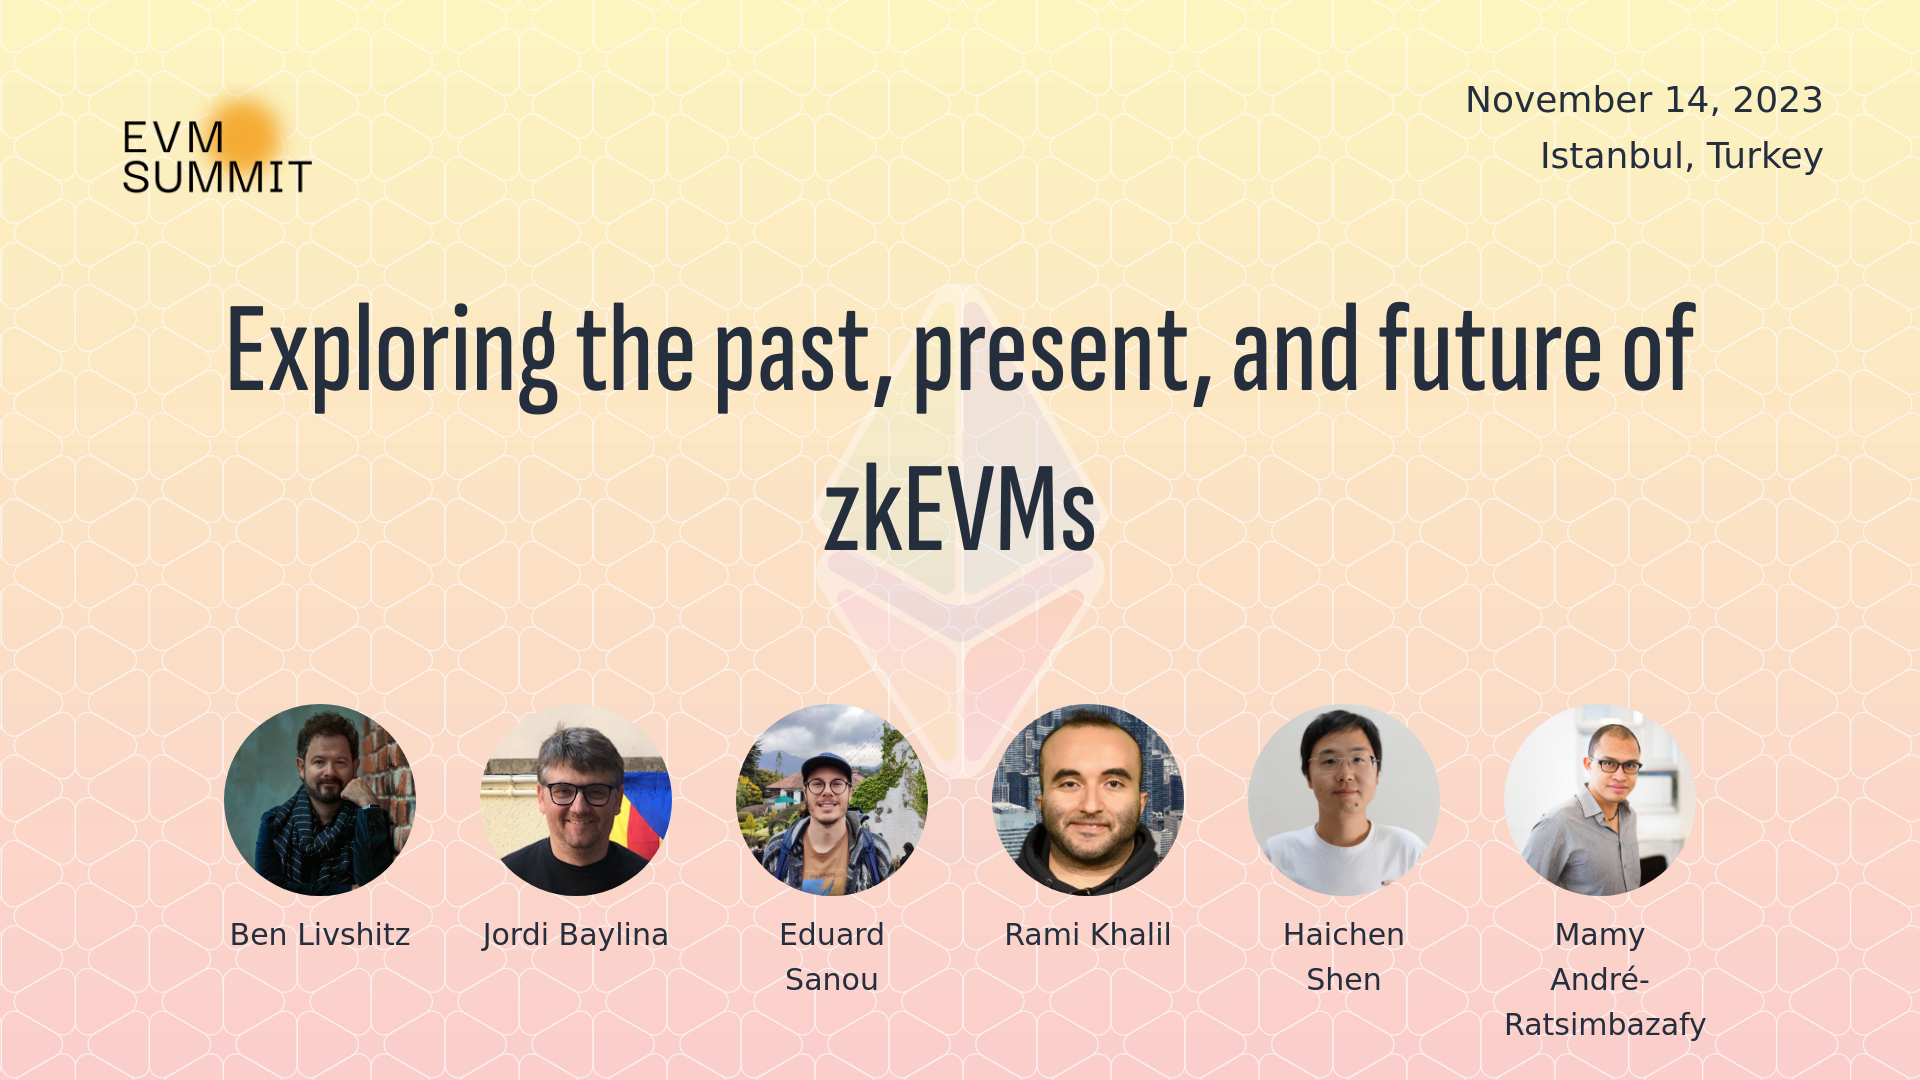 EVM
SUMMIT
November 14, 2023
Istanbul, Turkey
Exploring the past, present, and future of
zkEVMs
Ben Livshitz
Jordi Baylina
Eduard
Sanou
Rami Khalil
Haichen
Shen
Mamy
André-
Ratsimbazafy